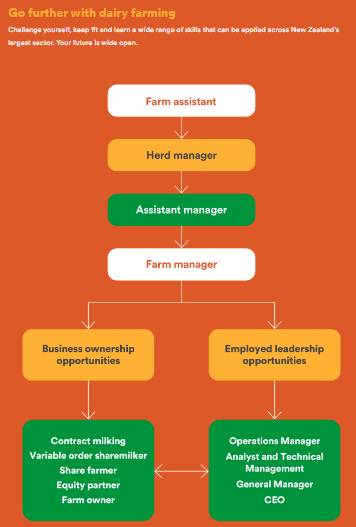 Go further with dairy farming
Challenge yourself, keep fit and learn a wide range of skills that can be applied across New Zealand's
largest sector. Your future is wide open.
Farm assistant
Herd manager
Assistant manager
Farm manager
Business ownership
opportunities
Employed leadership
opportunities
Contract milking
Variable order sharemilker
Share farmer
Equity partner
Farm owner
Operations Manager
Analyst and Technical
Management
General Manager
CEO